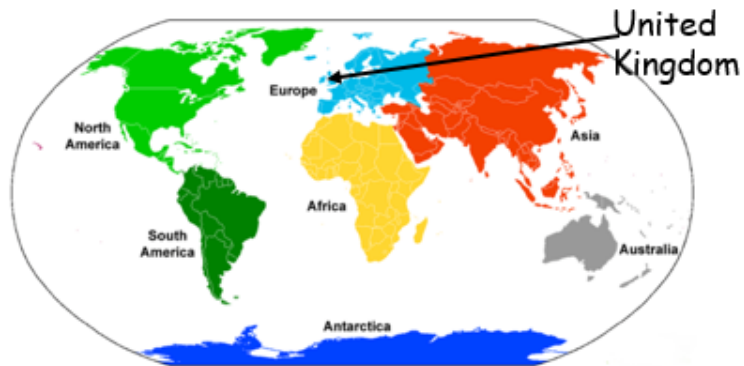 United
Kingdom
Europe
North
America
Asia
Africa
South
America
Australia
Antarctica